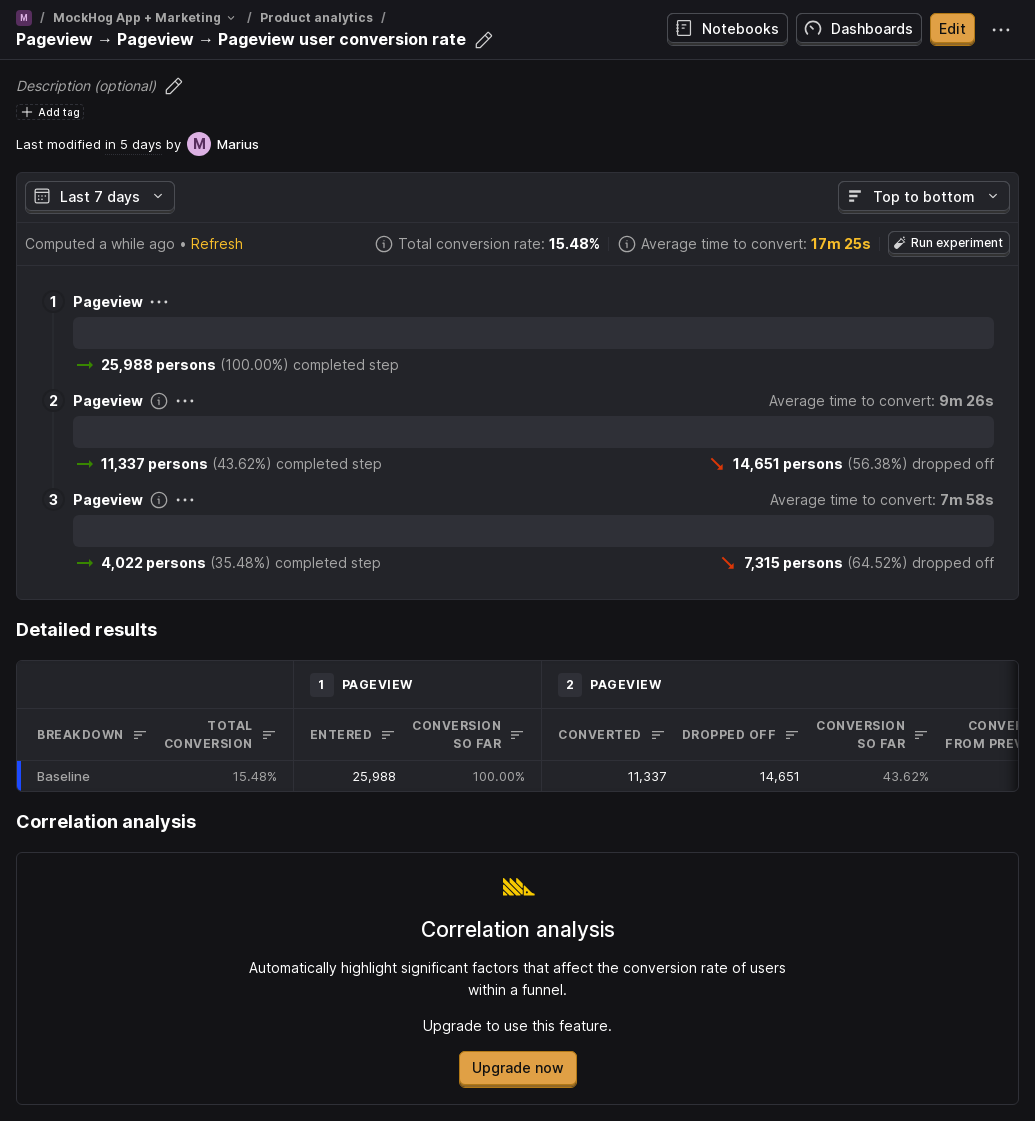 M / MockHog App + Marketing / Product analytics /
Pageview → Pageview → Pageview user conversion rate
Notebooks Dashboards Edit
Description (optional)
Add tag
Last modified in 5 days by M Marius
Last 7 days Top to bottom
Computed a while ago • Refresh Total conversion rate: 15.48% Average time to convert: 17m 25s Run experiment
1 Pageview
25,988 persons (100.00%) completed step
2 Pageview Average time to convert: 9m 26s
11,337 persons (43.62%) completed step 14,651 persons (56.38%) dropped off
3 Pageview Average time to convert: 7m 58s
4,022 persons (35.48%) completed step 7,315 persons (64.52%) dropped off
Detailed results
1 PAGEVIEW 2 PAGEVIEW
BREAKDOWN TOTAL CONVERSION ENTERED CONVERSION SO FAR CONVERTED DROPPED OFF CONVERSION SO FAR FROM
Baseline 15.48% 25,988 100.00% 11,337 14,651 43.62%
Correlation analysis
Correlation analysis
Automatically highlight significant factors that affect the conversion rate of users
within a funnel.
Upgrade to use this feature.
Upgrade now